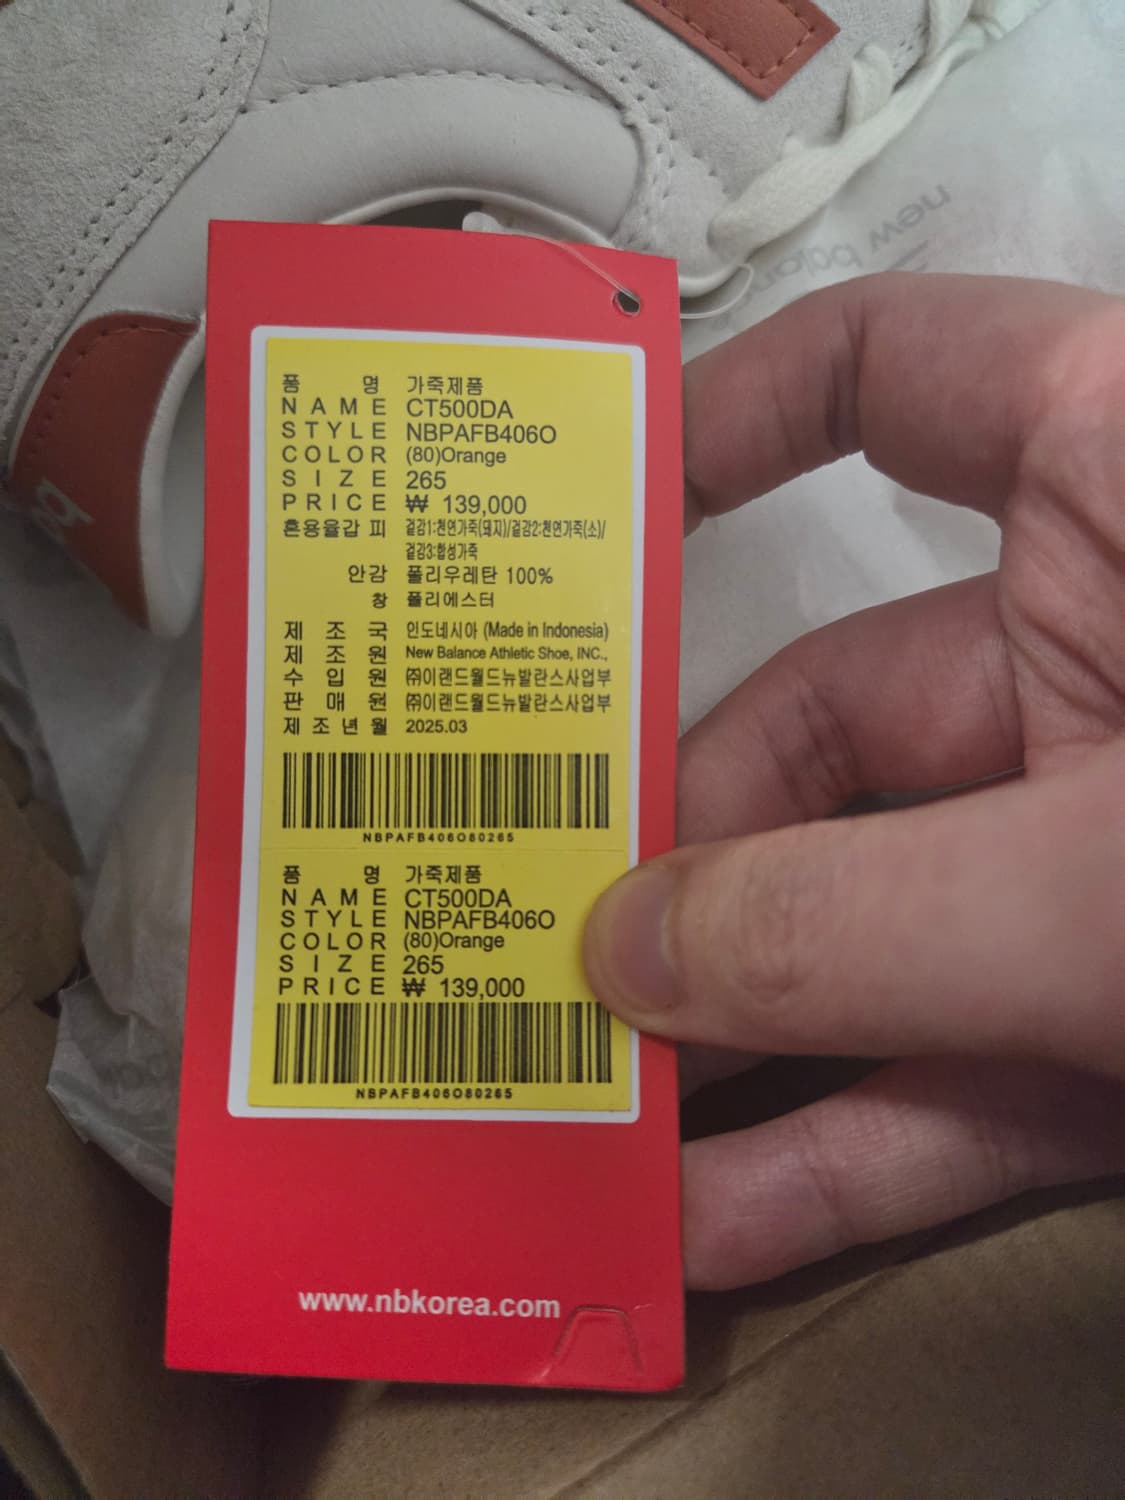 new balance
품 명 가죽제품
NAME CT500DA
STYLE NBPAFB406O
COLOR (80)Orange
SIZE 265
PRICE ₩ 139,000
혼용율갑 피 겉감1:천연가죽(돼지)/겉감2:천연가죽(소)/
겉감3:합성가죽
안감 폴리우레탄 100%
창 폴리에스터
제 조 국 인도네시아 (Made in Indonesia)
제 조 원 New Balance Athletic Shoe, INC.,
수 입 원 ㈜이랜드월드뉴발란스사업부
판 매 원 ㈜이랜드월드뉴발란스사업부
제 조 년 월 2025.03
NBPAFB406O80265
품 명 가죽제품
NAME CT500DA
STYLE NBPAFB406O
COLOR (80)Orange
SIZE 265
PRICE ₩ 139,000
NBPAFB406O80265
www.nbkorea.com